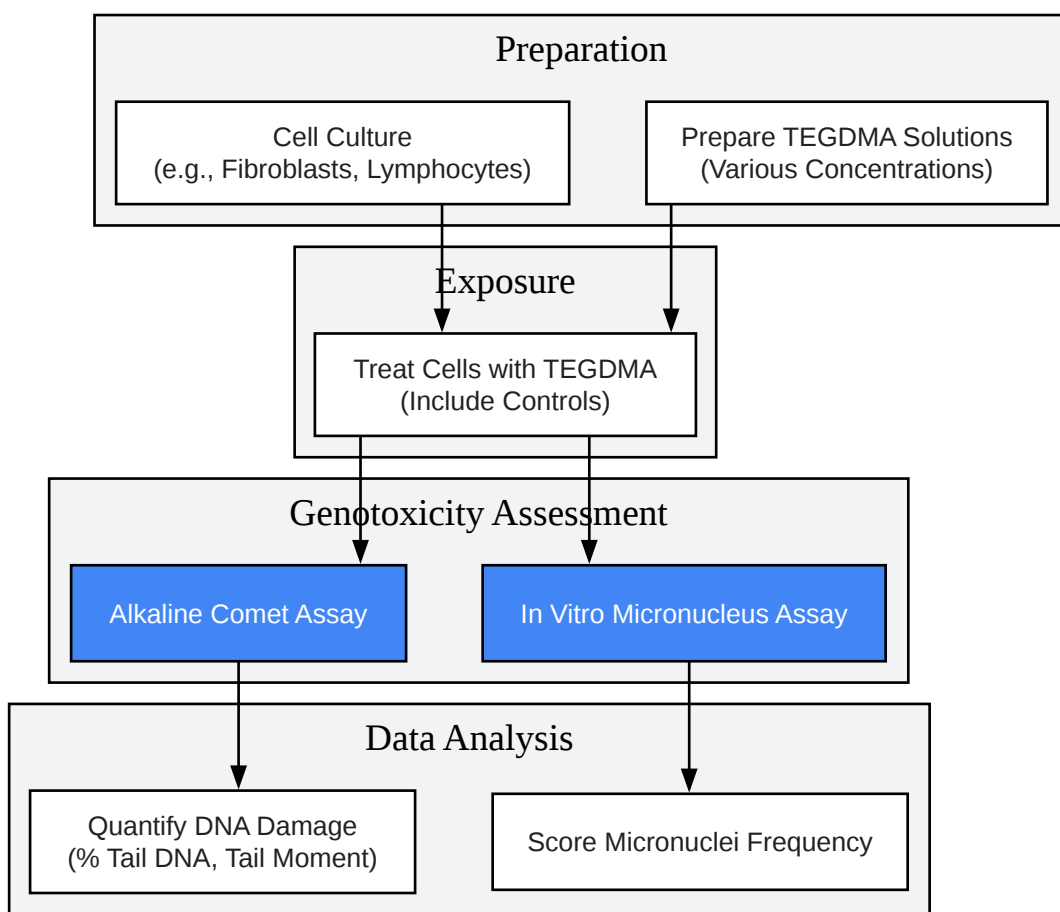 Preparation
Cell Culture
(e.g., Fibroblasts, Lymphocytes)
Prepare TEGDMA Solutions
(Various Concentrations)
Exposure
Treat Cells with TEGDMA
(Include Controls)
Genotoxicity Assessment
Alkaline Comet Assay
In Vitro Micronucleus Assay
Data Analysis
Quantify DNA Damage
(% Tail DNA, Tail Moment)
Score Micronuclei Frequency